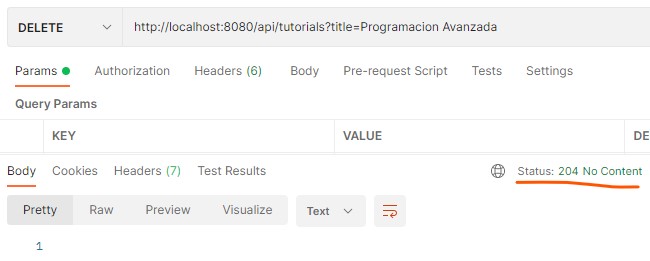 DELETE http://localhost:8080/api/tutorials?title=Programacion Avanzada
Params Authorization Headers (6) Body Pre-request Script Tests Settings
Query Params
KEY VALUE DE
Body Cookies Headers (7) Test Results Status: 204 No Content
Pretty Raw Preview Visualize Text
1